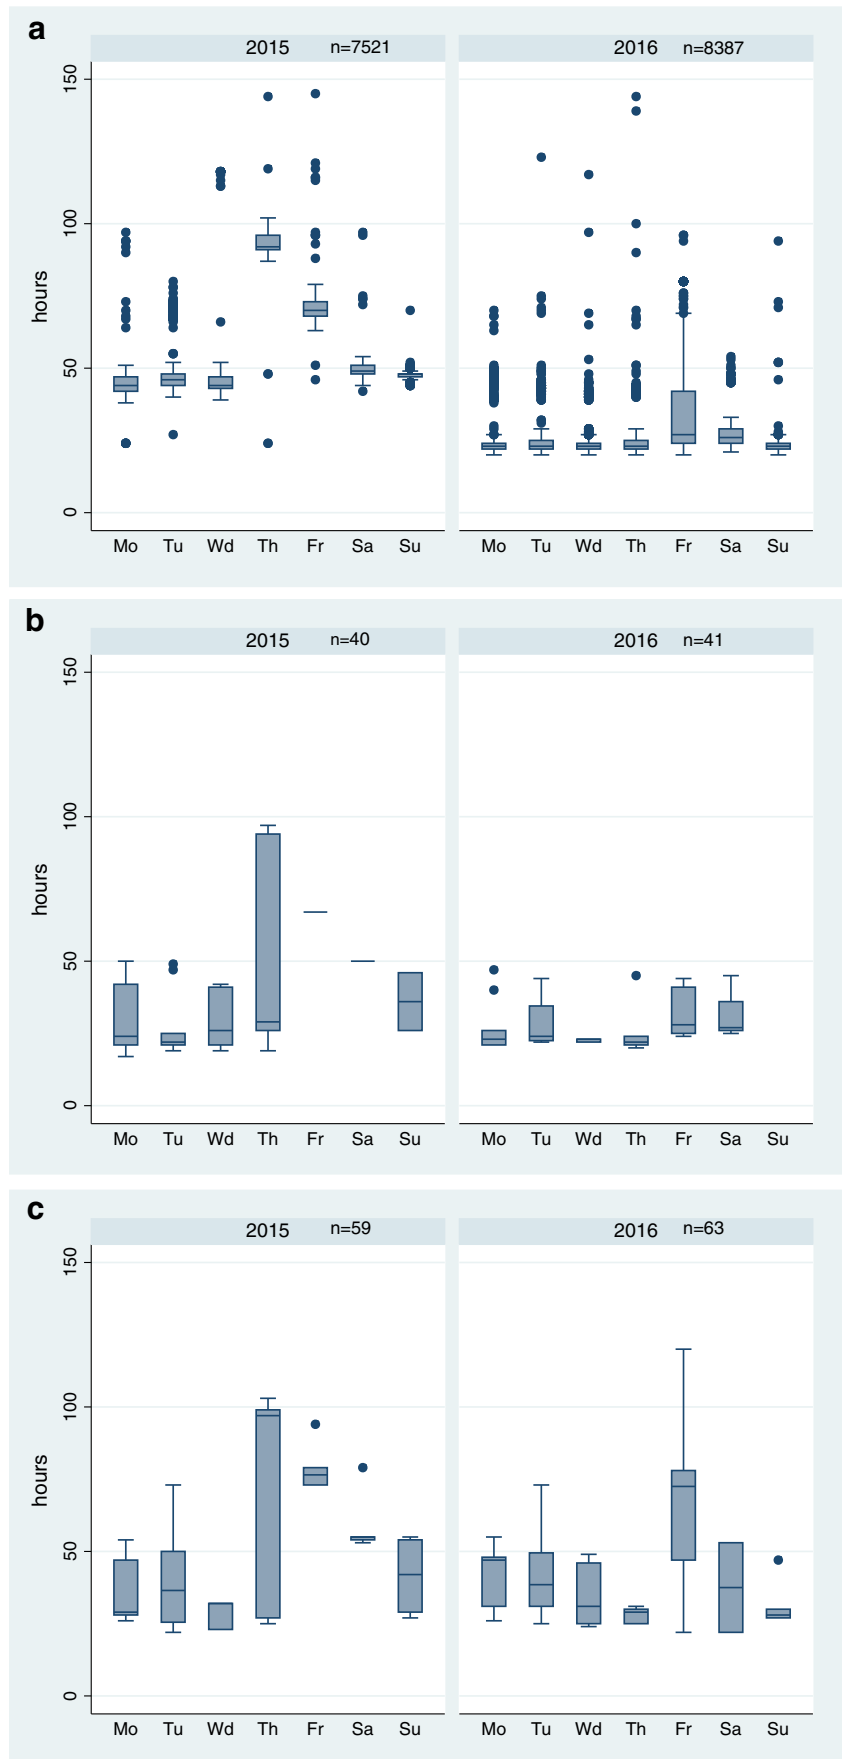 a
2015 n=7521
2016 n=8387
150
100
50
0
hours
Mo Tu Wd Th Fr Sa Su
Mo Tu Wd Th Fr Sa Su
b
2015 n=40
2016 n=41
150
100
50
0
hours
Mo Tu Wd Th Fr Sa Su
Mo Tu Wd Th Fr Sa Su
c
2015 n=59
2016 n=63
150
100
50
0
hours
Mo Tu Wd Th Fr Sa Su
Mo Tu Wd Th Fr Sa Su